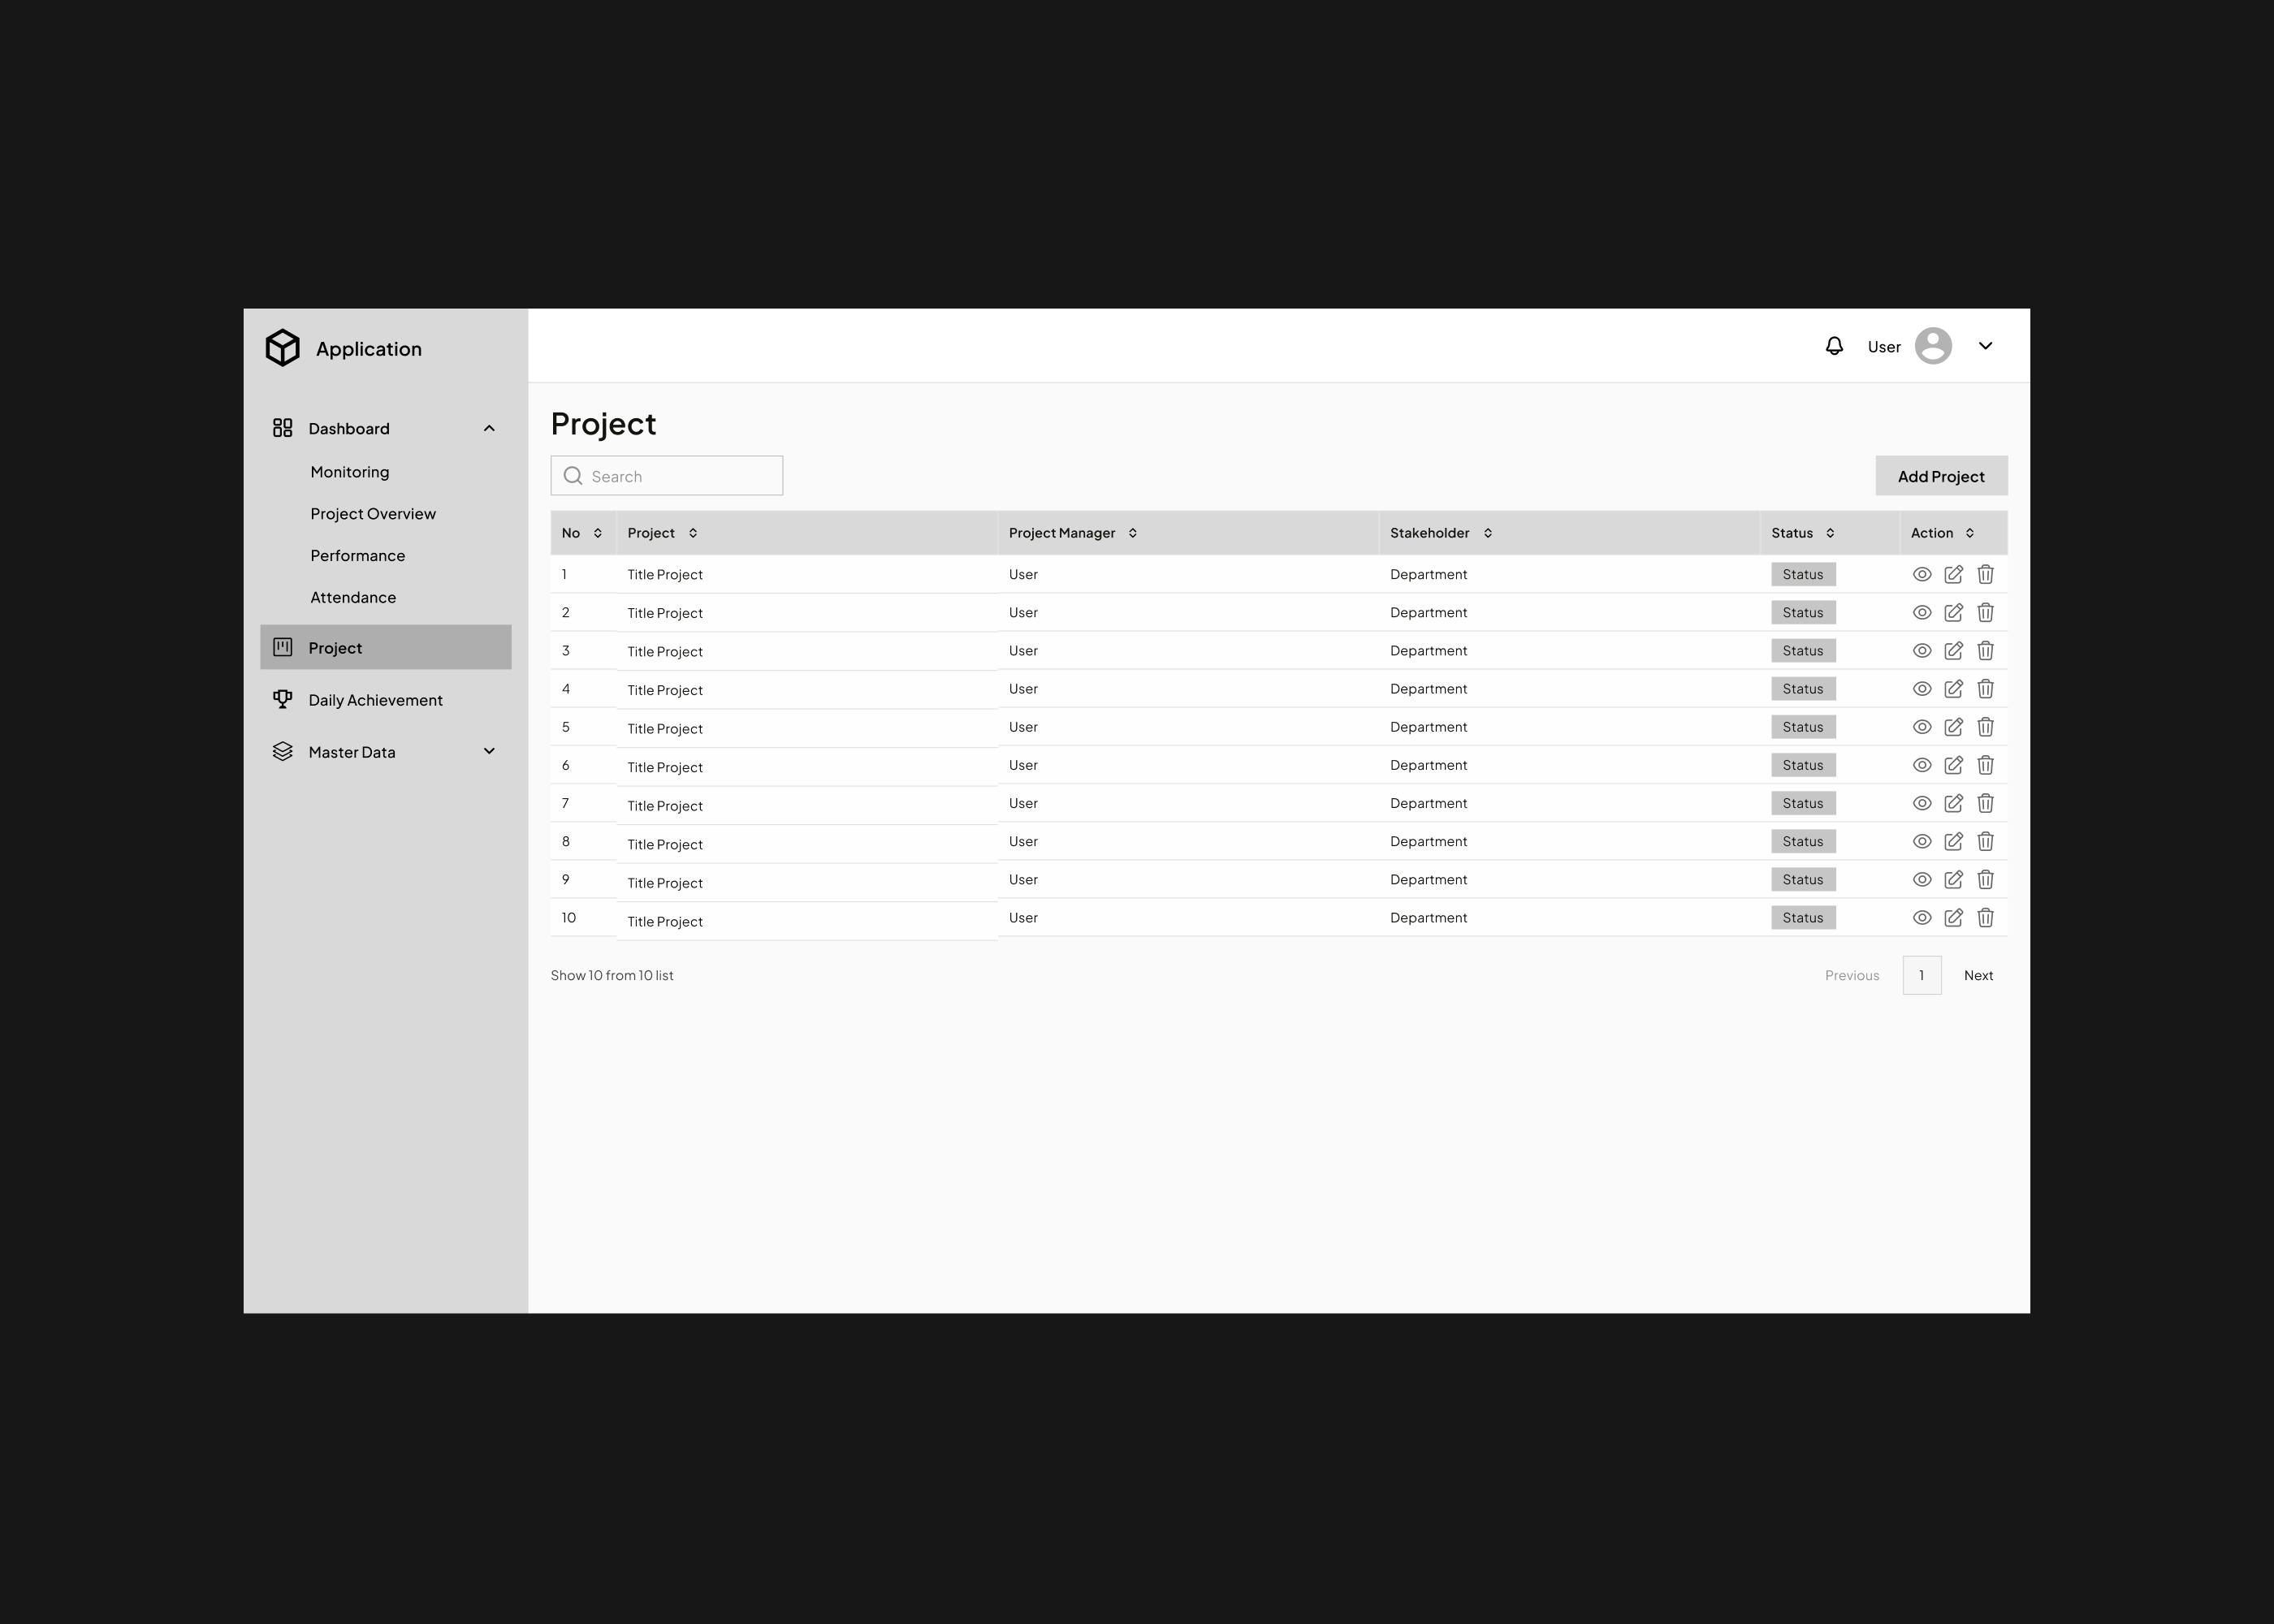 Application
User
Dashboard
Monitoring
Project Overview
Performance
Attendance
Project
Daily Achievement
Master Data
Project
Search
Add Project
No Project Project Manager Stakeholder Status Action
1 Title Project User Department Status
2 Title Project User Department Status
3 Title Project User Department Status
4 Title Project User Department Status
5 Title Project User Department Status
6 Title Project User Department Status
7 Title Project User Department Status
8 Title Project User Department Status
9 Title Project User Department Status
10 Title Project User Department Status
Show 10 from 10 list
Previous 1 Next